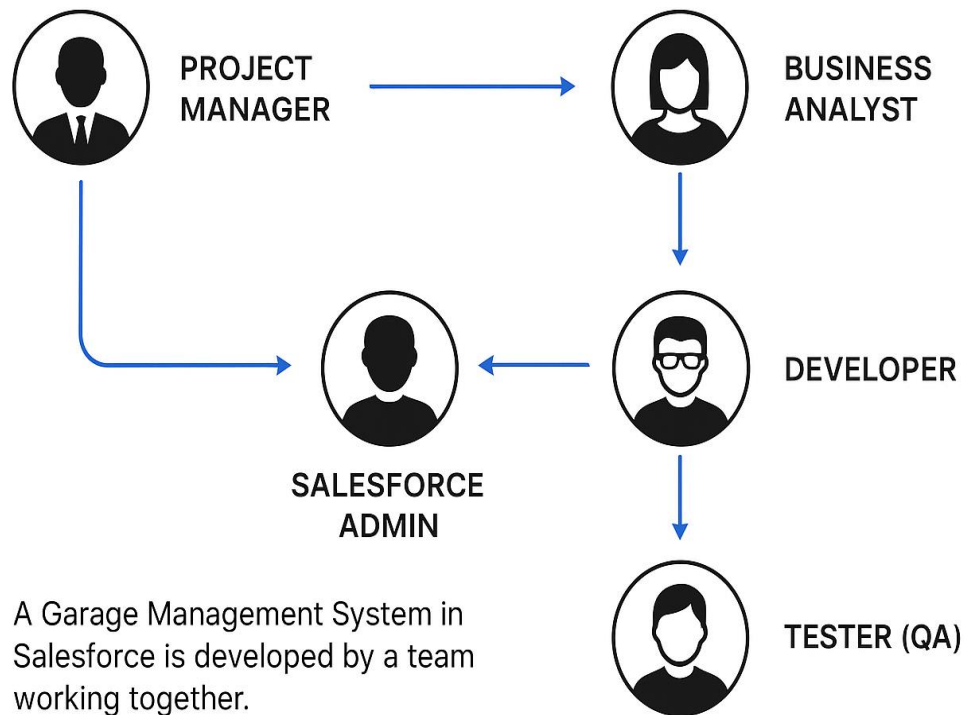 PROJECT
MANAGER
BUSINESS
ANALYST
DEVELOPER
SALESFORCE
ADMIN
TESTER (QA)
A Garage Management System in
Salesforce is developed by a team
working together.